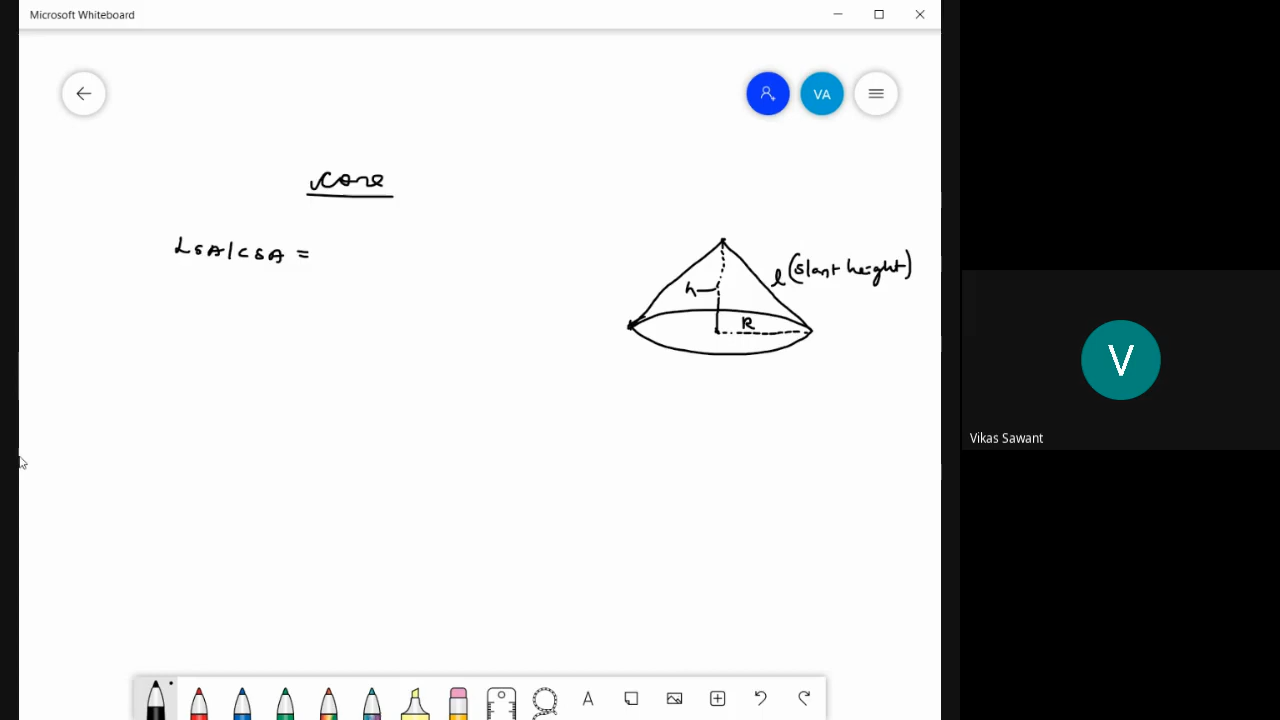 Microsoft Whiteboard
VA
Cone
LSA/CSA =
l (slant height)
h
R
A
V
Vikas Sawant